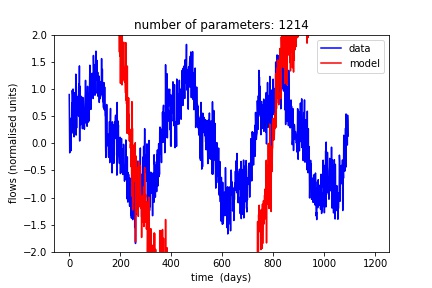 number of parameters: 1214
2.0
1.5
1.0
0.5
0.0
−0.5
−1.0
−1.5
−2.0
flows (normalised units)
data
model
0 200 400 600 800 1000 1200
time (days)